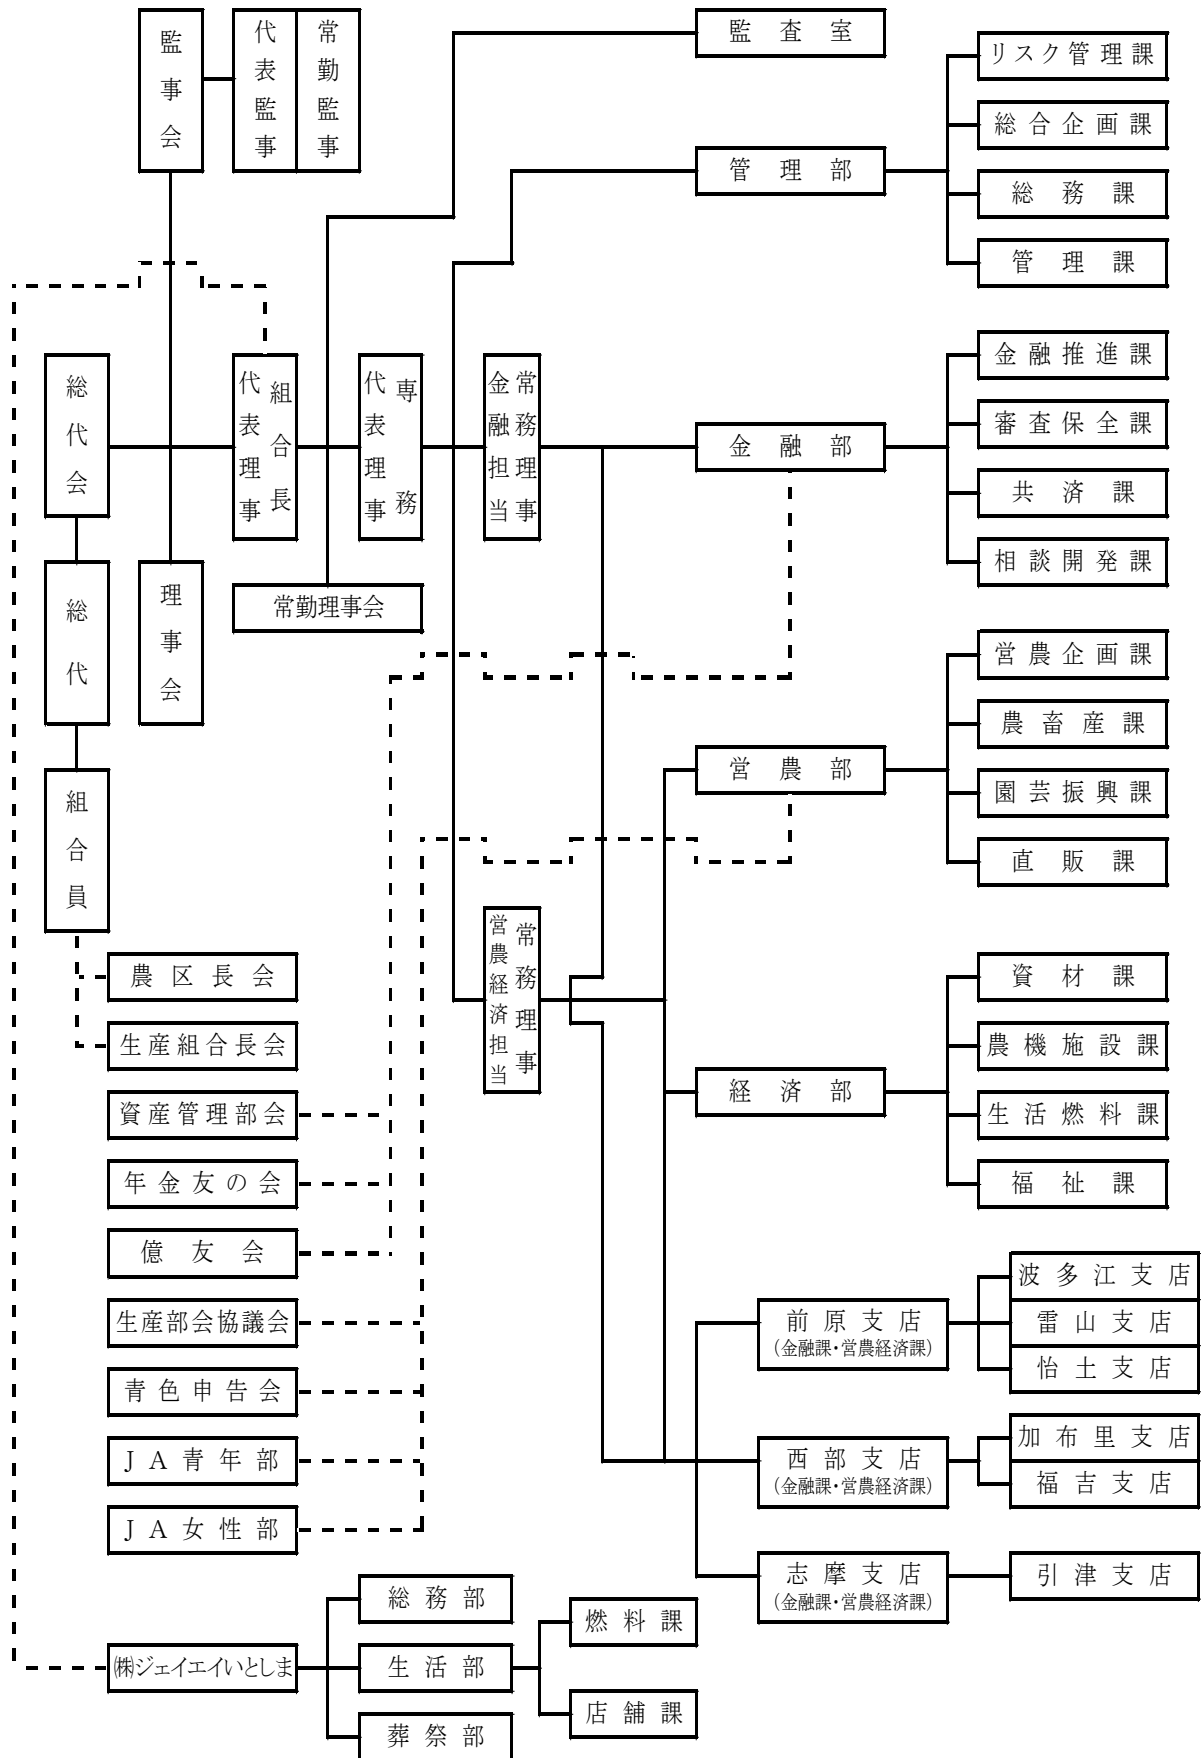 監事会
代表監事
常勤監事
監査室
リスク管理課
総合企画課
管理部
総務課
管理課
総代会
代表理事
組合長
代表理事
専務
金融担当
常務理事
金融部
金融推進課
審査保全課
共済課
相談開発課
総代
理事会
常勤理事会
営農部
営農企画課
農畜産課
園芸振興課
直販課
組合員
営農経済担当
常務理事
農区長会
生産組合長会
資産管理部会
年金友の会
億友会
生産部会協議会
青色申告会
JA青年部
JA女性部
経済部
資材課
農機施設課
生活燃料課
福祉課
前原支店
(金融課・営農経済課)
波多江支店
雷山支店
怡土支店
西部支店
(金融課・営農経済課)
加布里支店
福吉支店
志摩支店
(金融課・営農経済課)
引津支店
㈱ジェイエイいとしま
総務部
生活部
葬祭部
燃料課
店舗課